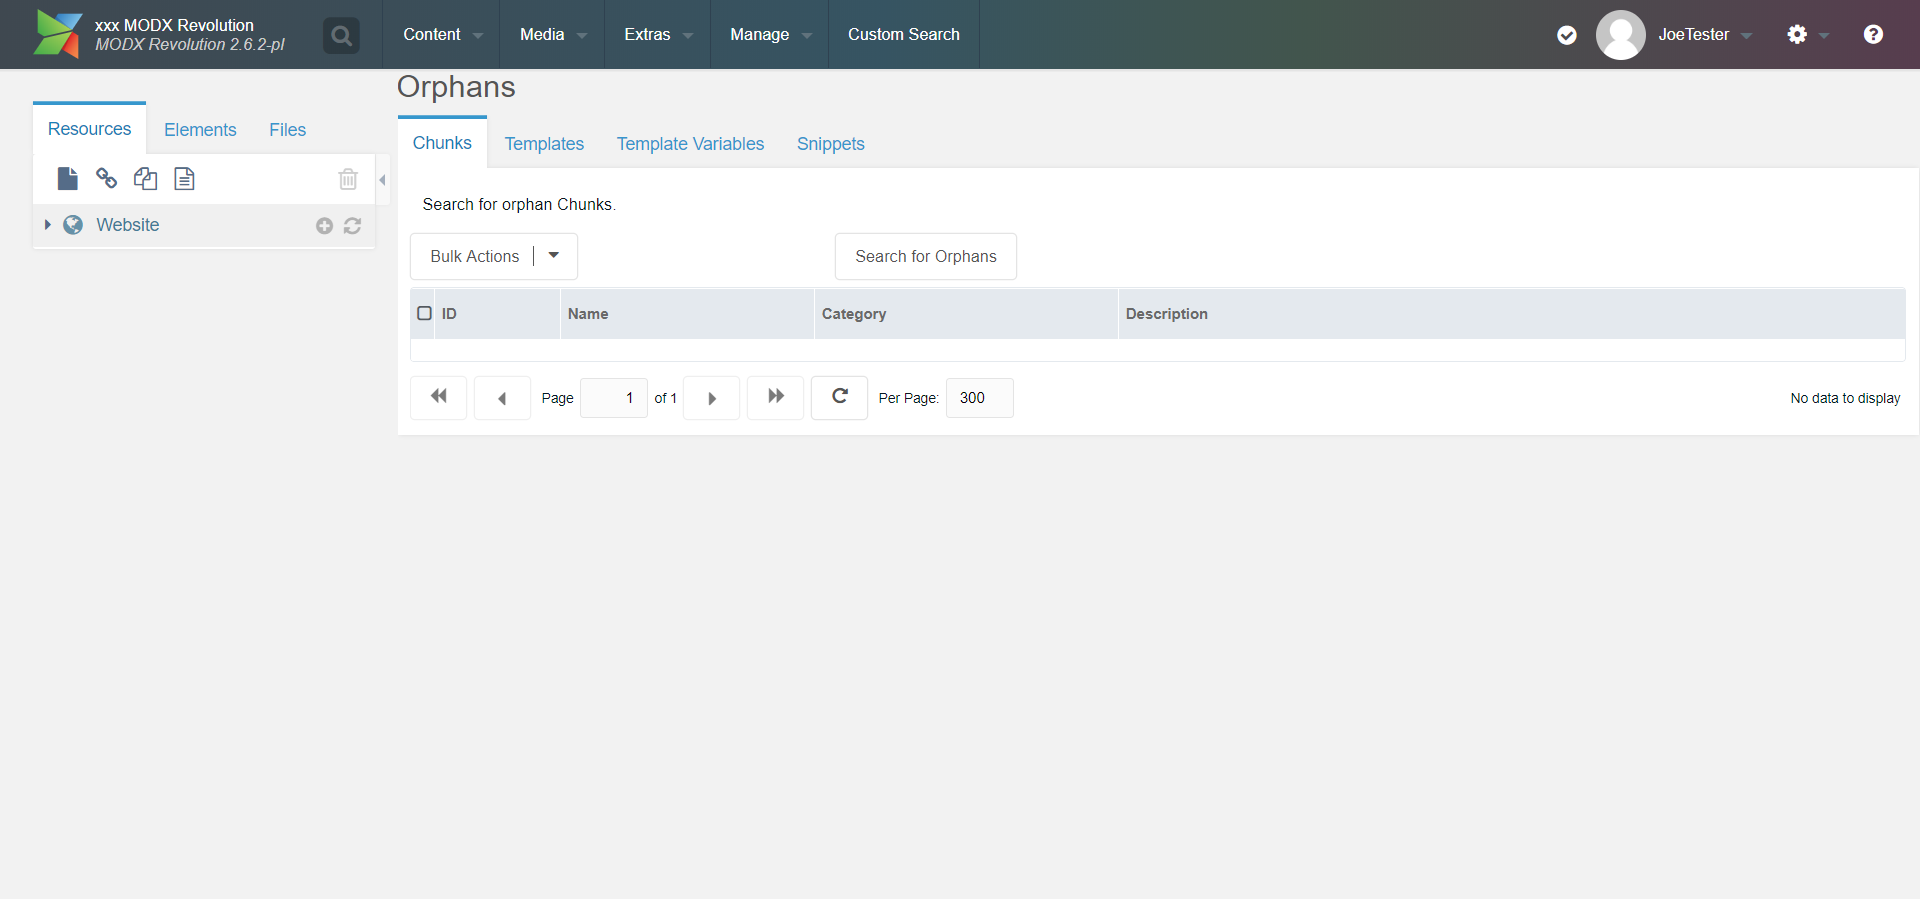 xxx MODX Revolution
MODX Revolution 2.6.2-pl
Content
Media
Extras
Manage
Custom Search
JoeTester
Resources
Elements
Files
Website
Orphans
Chunks
Templates
Template Variables
Snippets
Search for orphan Chunks.
Bulk Actions
Search for Orphans
ID
Name
Category
Description
Page
1
of 1
Per Page:
300
No data to display